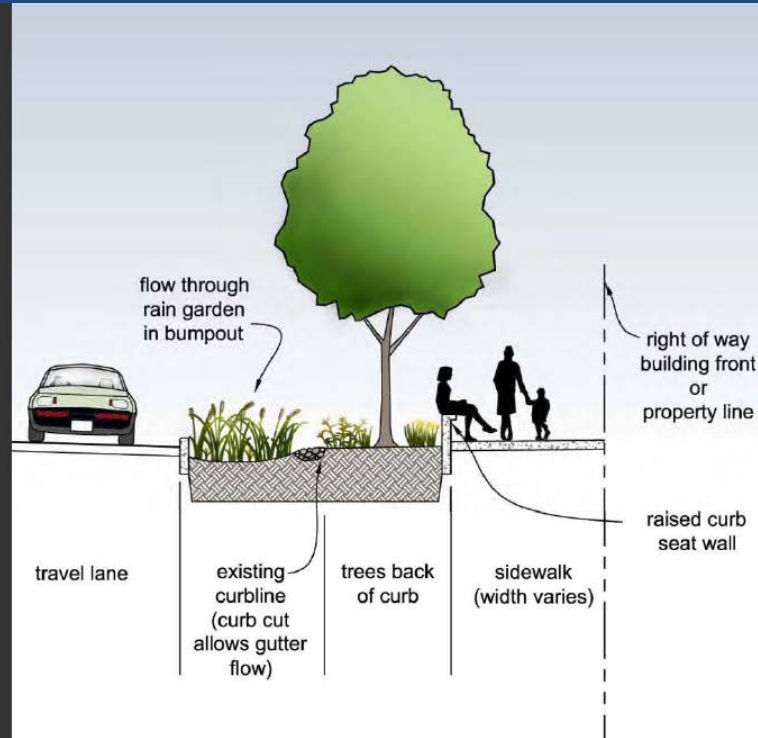 flow through
rain garden
in bumpout
right of way
building front
or
property line
raised curb
seat wall
travel lane
existing
curbline
(curb cut
allows gutter
flow)
trees back
of curb
sidewalk
(width varies)